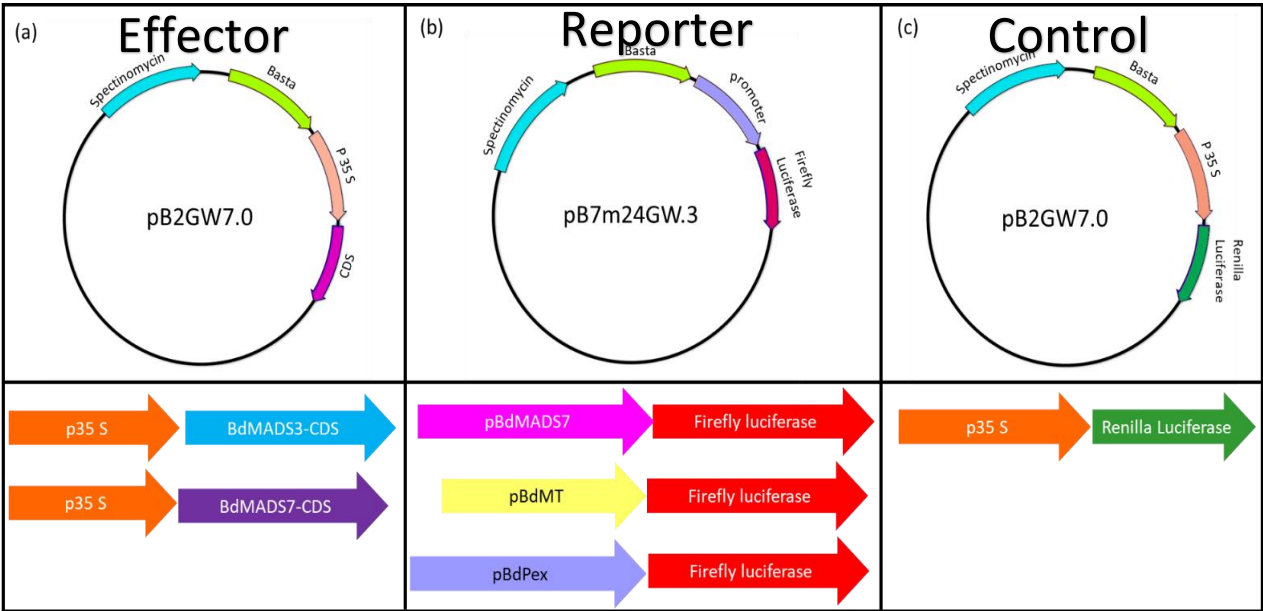 (a)
Effector
Spectinomycin
Basta
P 35 S
CDS
pB2GW7.0
(b)
Reporter
Spectinomycin
Basta
promoter
Firefly
Luciferase
pB7m24GW.3
(c)
Control
Spectinomycin
Basta
P 35 S
Renilla
Luciferase
pB2GW7.0
p35 S
BdMADS3-CDS
p35 S
BdMADS7-CDS
pBdMADS7
Firefly luciferase
pBdMT
Firefly luciferase
pBdPex
Firefly luciferase
p35 S
Renilla Luciferase